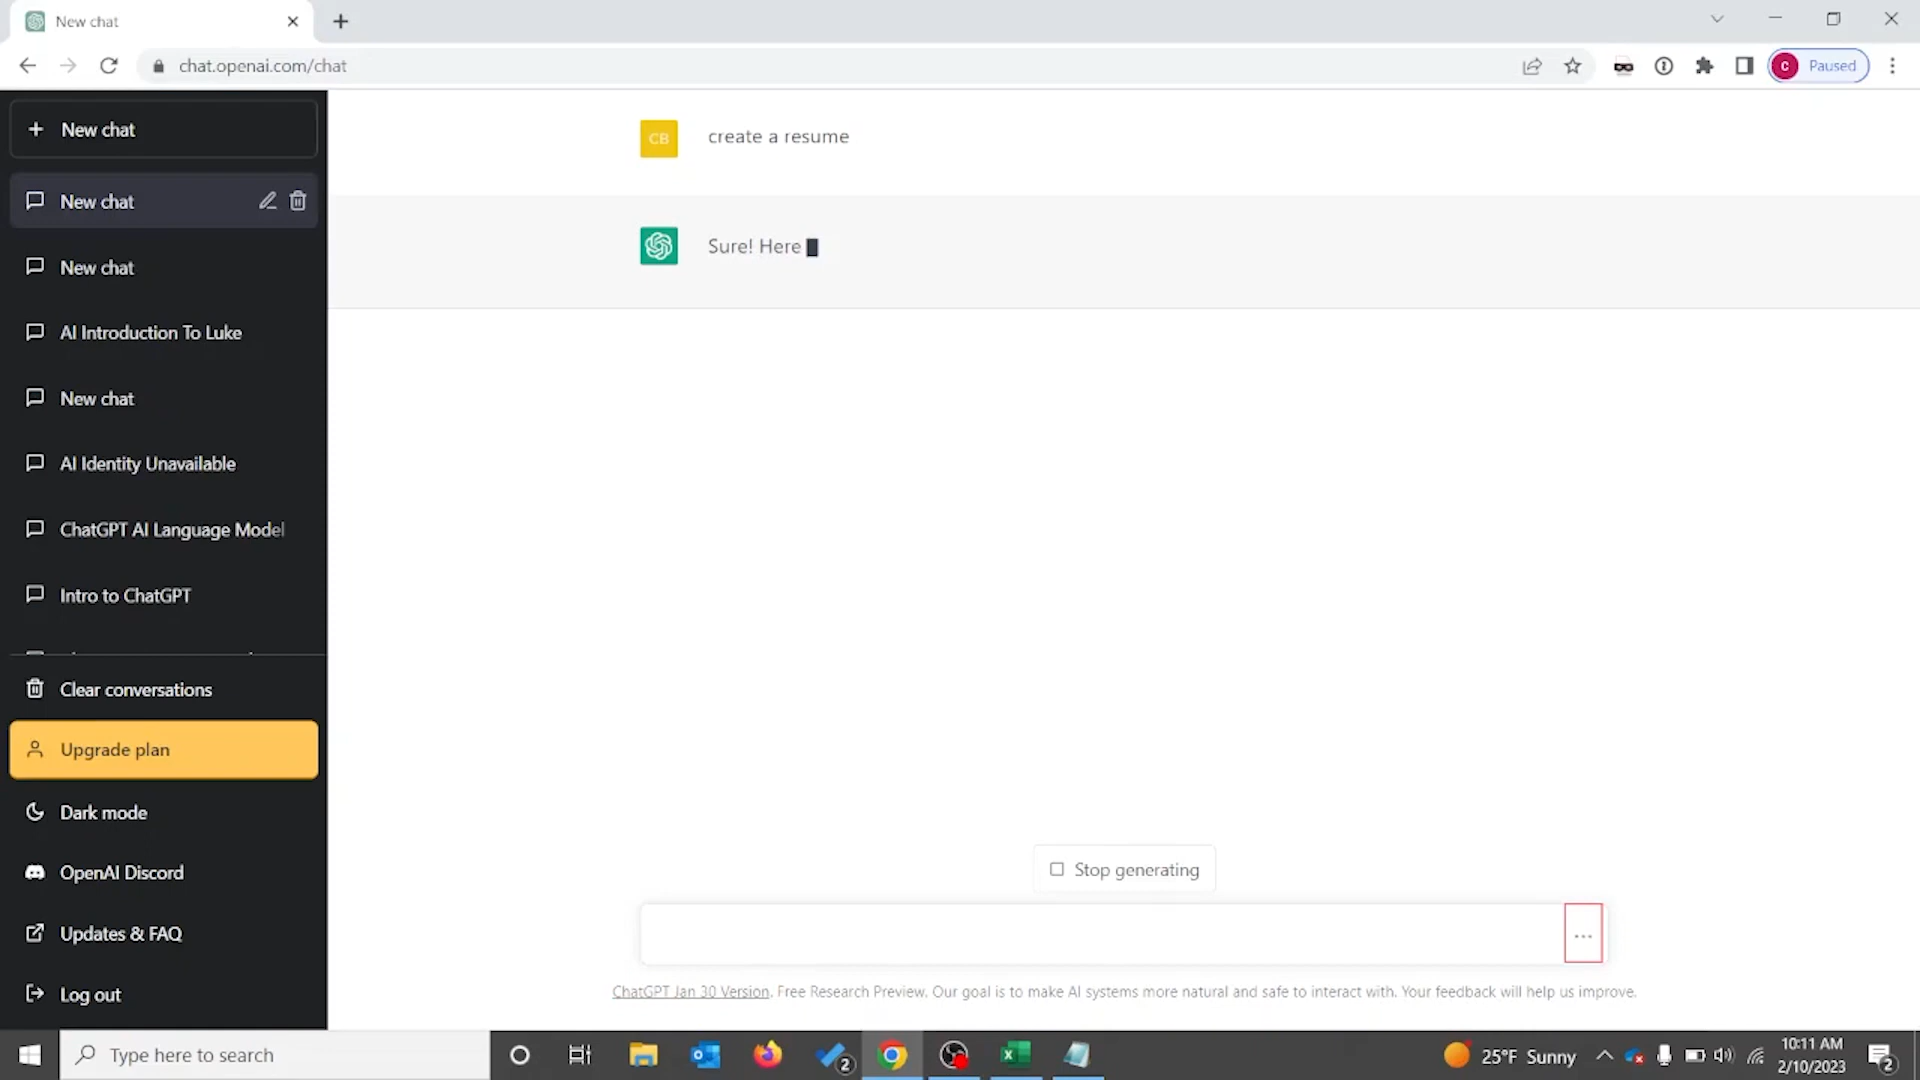 New chat
chat.openai.com/chat
C
Paused
New chat
New chat
New chat
AI Introduction To Luke
New chat
AI Identity Unavailable
ChatGPT AI Language Model
Intro to ChatGPT
Clear conversations
Upgrade plan
Dark mode
OpenAI Discord
Updates & FAQ
Log out
CB
create a resume
Sure! Here
Stop generating
ChatGPT Jan 30 Version. Free Research Preview. Our goal is to make AI systems more natural and safe to interact with. Your feedback will help us improve.
Type here to search
2
25°F Sunny
10:11 AM
2/10/2023
2